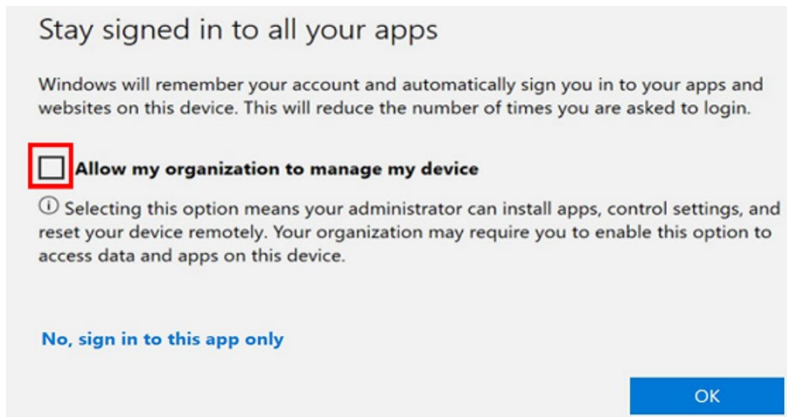 Stay signed in to all your apps
Windows will remember your account and automatically sign you in to your apps and
websites on this device. This will reduce the number of times you are asked to login.
Allow my organization to manage my device
ⓘ Selecting this option means your administrator can install apps, control settings, and
reset your device remotely. Your organization may require you to enable this option to
access data and apps on this device.
No, sign in to this app only
OK